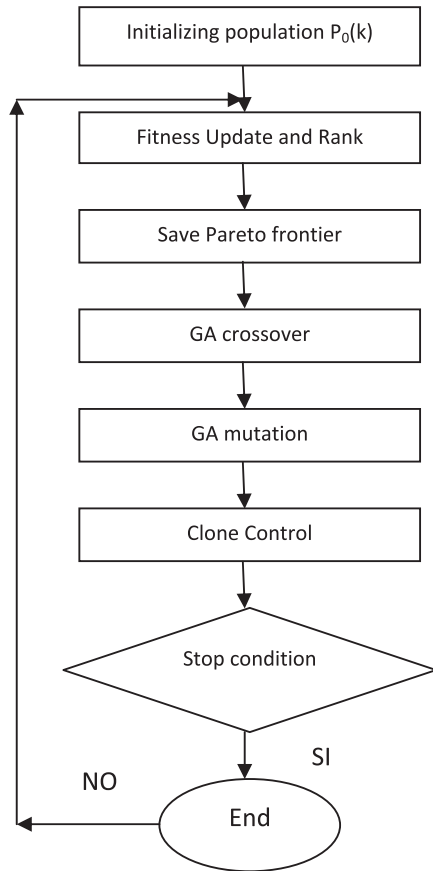 Initializing population P₀(k)
Fitness Update and Rank
Save Pareto frontier
GA crossover
GA mutation
Clone Control
Stop condition
SI
NO
End